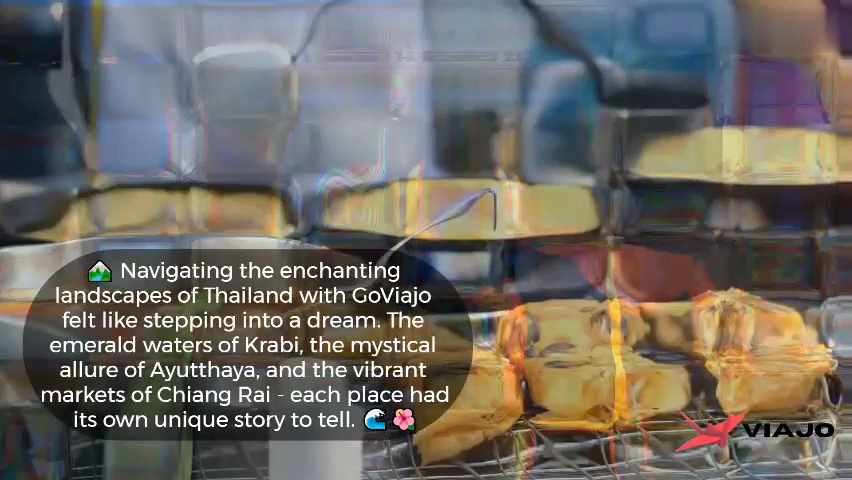 🏞️ Navigating the enchanting
landscapes of Thailand with GoViajo
felt like stepping into a dream. The
emerald waters of Krabi, the mystical
allure of Ayutthaya, and the vibrant
markets of Chiang Rai - each place had
its own unique story to tell. 🌊🌺
VIAJO